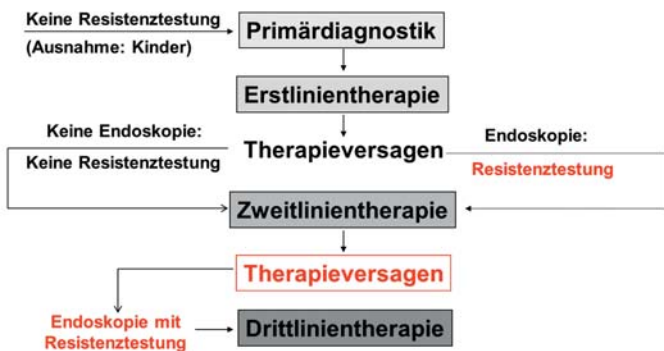 Keine Resistenztestung
(Ausnahme: Kinder)
Primärdiagnostik
Erstlinientherapie
Keine Endoskopie:
Keine Resistenztestung
Therapieversagen
Endoskopie:
Resistenztestung
Zweitlinientherapie
Therapieversagen
Endoskopie mit
Resistenztestung
Drittlinientherapie